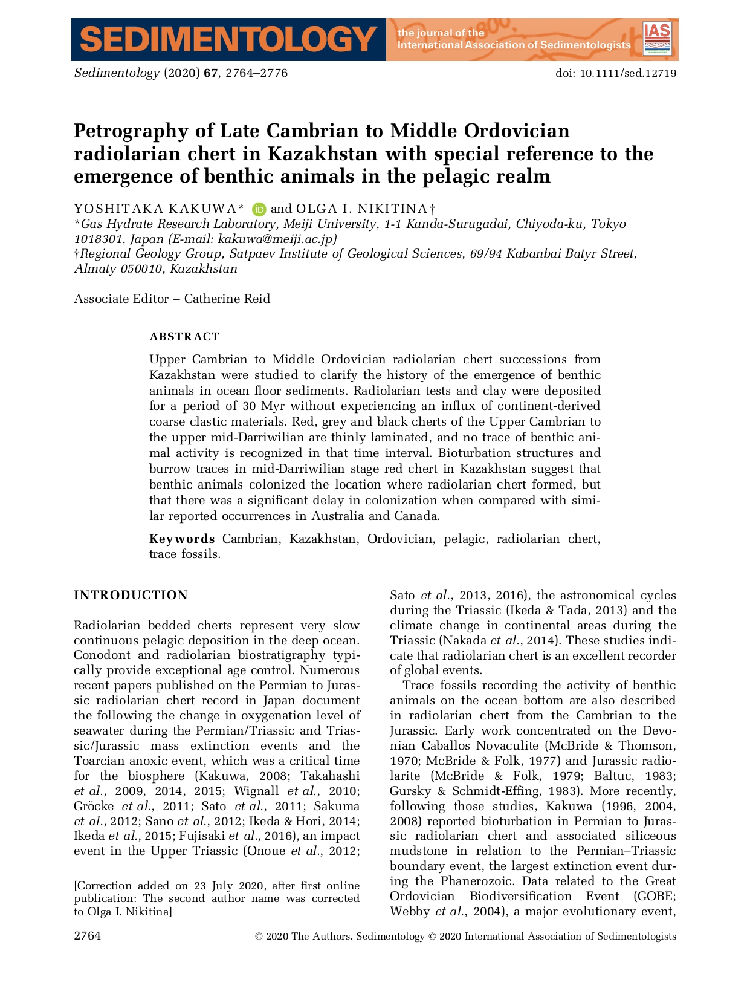 SEDIMENTOLOGY
the journal of the
International Association of Sedimentologists
IAS
Sedimentology (2020) 67, 2764–2776
doi: 10.1111/sed.12719
Petrography of Late Cambrian to Middle Ordovician
radiolarian chert in Kazakhstan with special reference to the
emergence of benthic animals in the pelagic realm
YOSHITAKA KAKUWA* iD and OLGA I. NIKITINA†
*Gas Hydrate Research Laboratory, Meiji University, 1-1 Kanda-Surugadai, Chiyoda-ku, Tokyo
1018301, Japan (E-mail: kakuwa@meiji.ac.jp)
†Regional Geology Group, Satpaev Institute of Geological Sciences, 69/94 Kabanbai Batyr Street,
Almaty 050010, Kazakhstan
Associate Editor – Catherine Reid
ABSTRACT
Upper Cambrian to Middle Ordovician radiolarian chert successions from
Kazakhstan were studied to clarify the history of the emergence of benthic
animals in ocean floor sediments. Radiolarian tests and clay were deposited
for a period of 30 Myr without experiencing an influx of continent-derived
coarse clastic materials. Red, grey and black cherts of the Upper Cambrian to
the upper mid-Darriwilian are thinly laminated, and no trace of benthic ani-
mal activity is recognized in that time interval. Bioturbation structures and
burrow traces in mid-Darriwilian stage red chert in Kazakhstan suggest that
benthic animals colonized the location where radiolarian chert formed, but
that there was a significant delay in colonization when compared with simi-
lar reported occurrences in Australia and Canada.
Keywords Cambrian, Kazakhstan, Ordovician, pelagic, radiolarian chert,
trace fossils.
INTRODUCTION
Radiolarian bedded cherts represent very slow
continuous pelagic deposition in the deep ocean.
Conodont and radiolarian biostratigraphy typi-
cally provide exceptional age control. Numerous
recent papers published on the Permian to Juras-
sic radiolarian chert record in Japan document
the following the change in oxygenation level of
seawater during the Permian/Triassic and Trias-
sic/Jurassic mass extinction events and the
Toarcian anoxic event, which was a critical time
for the biosphere (Kakuwa, 2008; Takahashi
et al., 2009, 2014, 2015; Wignall et al., 2010;
Gröcke et al., 2011; Sato et al., 2011; Sakuma
et al., 2012; Sano et al., 2012; Ikeda & Hori, 2014;
Ikeda et al., 2015; Fujisaki et al., 2016), an impact
event in the Upper Triassic (Onoue et al., 2012;
[Correction added on 23 July 2020, after first online
publication: The second author name was corrected
to Olga I. Nikitina]
Sato et al., 2013, 2016), the astronomical cycles
during the Triassic (Ikeda & Tada, 2013) and the
climate change in continental areas during the
Triassic (Nakada et al., 2014). These studies indi-
cate that radiolarian chert is an excellent recorder
of global events.
Trace fossils recording the activity of benthic
animals on the ocean bottom are also described
in radiolarian chert from the Cambrian to the
Jurassic. Early work concentrated on the Devo-
nian Caballos Novaculite (McBride & Thomson,
1970; McBride & Folk, 1977) and Jurassic radio-
larite (McBride & Folk, 1979; Baltuc, 1983;
Gursky & Schmidt-Effing, 1983). More recently,
following those studies, Kakuwa (1996, 2004,
2008) reported bioturbation in Permian to Juras-
sic radiolarian chert and associated siliceous
mudstone in relation to the Permian–Triassic
boundary event, the largest extinction event dur-
ing the Phanerozoic. Data related to the Great
Ordovician Biodiversification Event (GOBE;
Webby et al., 2004), a major evolutionary event,
2764
© 2020 The Authors. Sedimentology © 2020 International Association of Sedimentologists